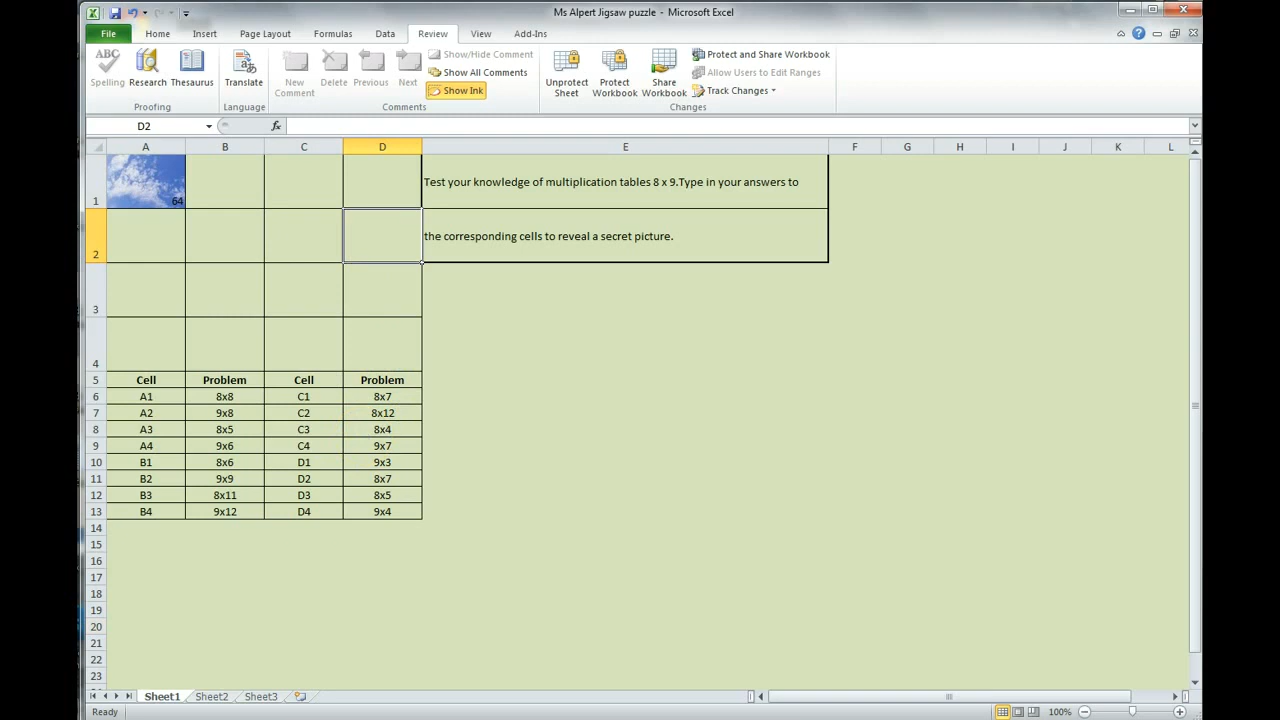 Ms Alpert Jigsaw puzzle - Microsoft Excel
File Home Insert Page Layout Formulas Data Review View Add-Ins
ABC
Spelling Research Thesaurus
Proofing
Translate
Language
New Comment Delete Previous Next
Show/Hide Comment
Show All Comments
Show Ink
Comments
Unprotect Sheet Protect Workbook Share Workbook
Protect and Share Workbook
Allow Users to Edit Ranges
Track Changes
Changes
D2 fx
A B C D E F G H I J K L
1 64 Test your knowledge of multiplication tables 8 x 9.Type in your answers to
2 the corresponding cells to reveal a secret picture.
3
4
5 Cell Problem Cell Problem
6 A1 8x8 C1 8x7
7 A2 9x8 C2 8x12
8 A3 8x5 C3 8x4
9 A4 9x6 C4 9x7
10 B1 8x6 D1 9x3
11 B2 9x9 D2 8x7
12 B3 8x11 D3 8x5
13 B4 9x12 D4 9x4
14
15
16
17
18
19
20
21
22
23
Sheet1 Sheet2 Sheet3
Ready 100%